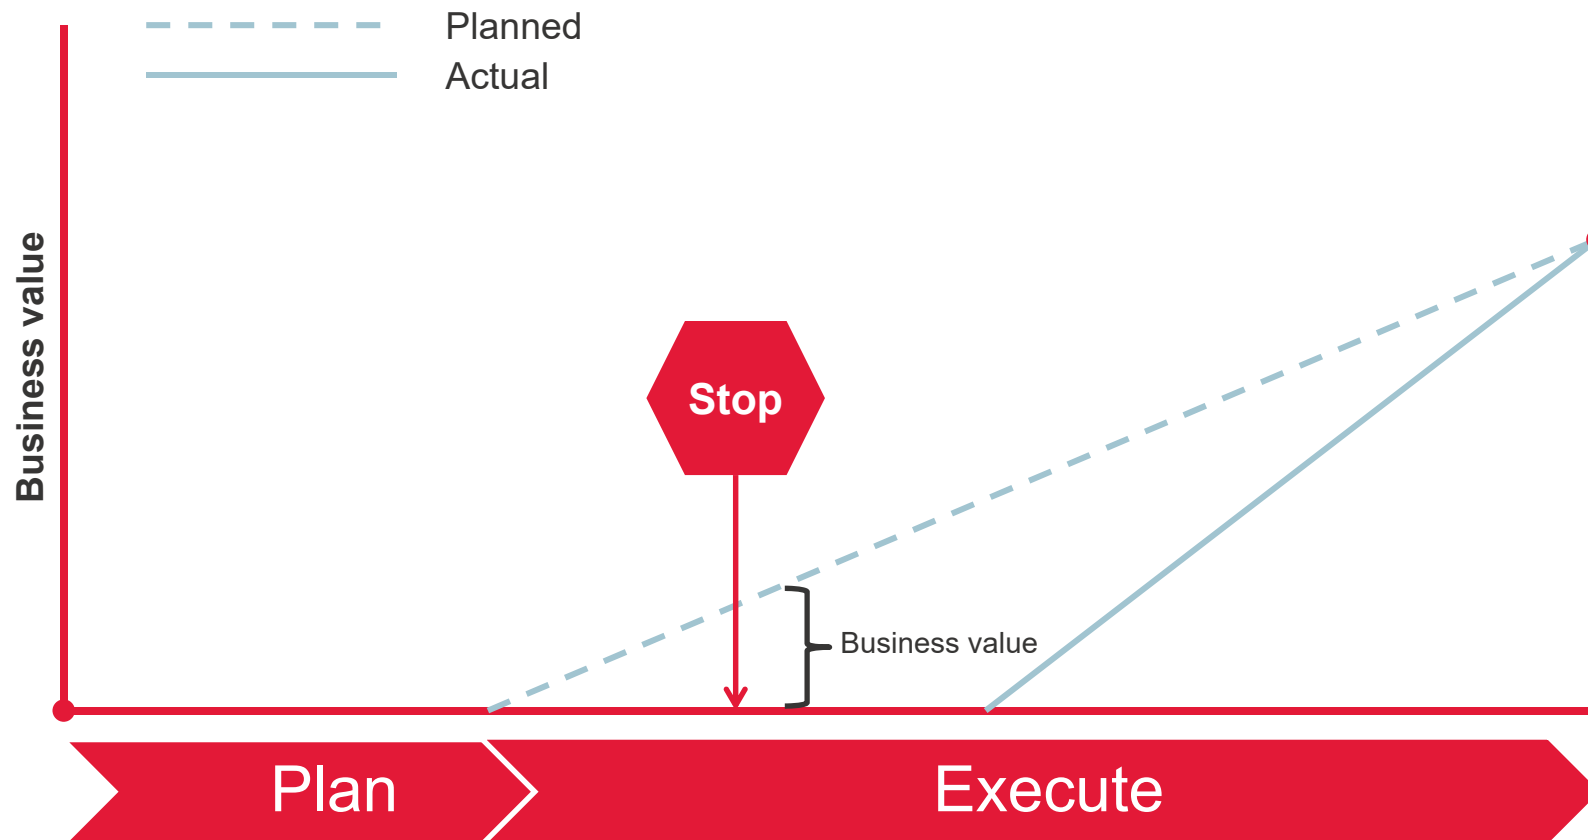 Planned
Actual
Business value
Stop
Business value
Plan
Execute